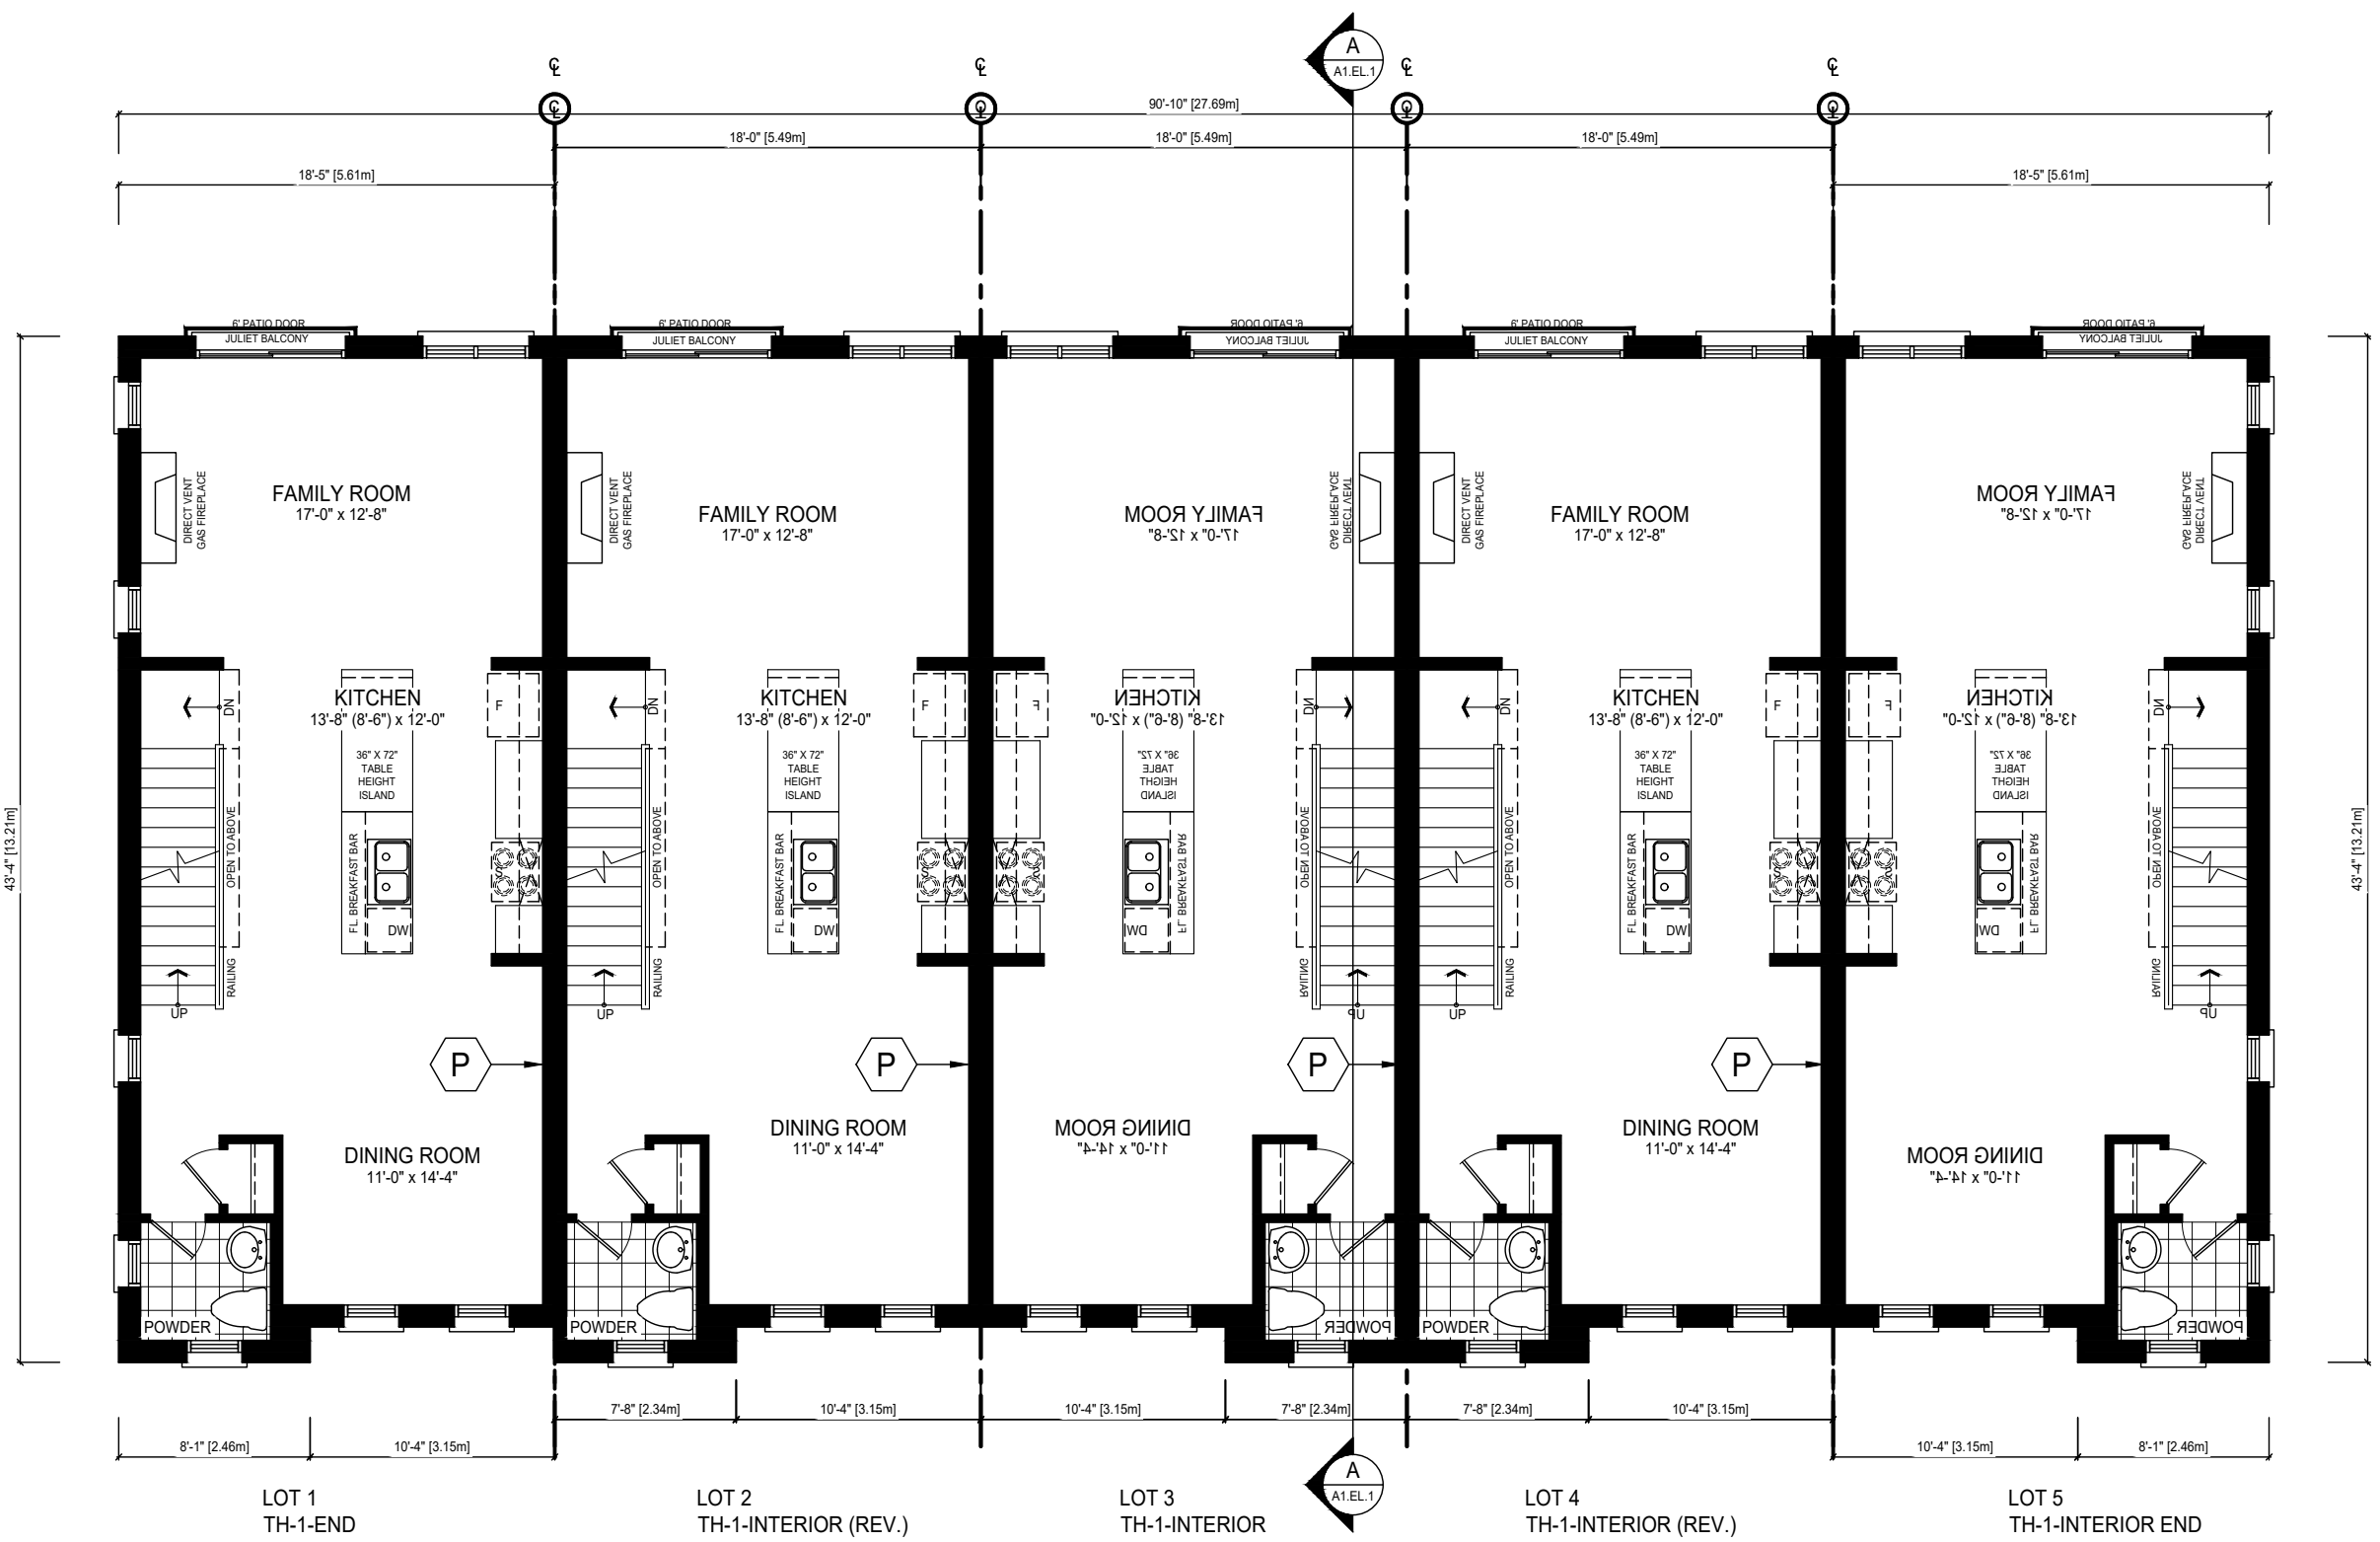 A
A1.EL.1
℄ ℄ ℄ ℄
℄ ℄ ℄ ℄
90'-10" [27.69m]
18'-0" [5.49m] 18'-0" [5.49m] 18'-0" [5.49m]
18'-5" [5.61m] 18'-5" [5.61m]
6' PATIO DOOR
JULIET BALCONY
6' PATIO DOOR
JULIET BALCONY
6' PATIO DOOR
JULIET BALCONY
6' PATIO DOOR
JULIET BALCONY
6' PATIO DOOR
JULIET BALCONY
43'-4" [13.21m]
DIRECT VENT
GAS FIREPLACE
FAMILY ROOM
17'-0" x 12'-8"
DIRECT VENT
GAS FIREPLACE
FAMILY ROOM
17'-0" x 12'-8"
FAMILY ROOM
17'-0" x 12'-8"
DIRECT VENT
GAS FIREPLACE
DIRECT VENT
GAS FIREPLACE
FAMILY ROOM
17'-0" x 12'-8"
FAMILY ROOM
17'-0" x 12'-8"
DIRECT VENT
GAS FIREPLACE
43'-4" [13.21m]
DN
KITCHEN
13'-8" (8'-6") x 12'-0"
F
36" X 72"
TABLE
HEIGHT
ISLAND
OPEN TO ABOVE
FL. BREAKFAST BAR
S
DW
RAILING
UP
DN
KITCHEN
13'-8" (8'-6") x 12'-0"
F
36" X 72"
TABLE
HEIGHT
ISLAND
OPEN TO ABOVE
FL. BREAKFAST BAR
S
DW
RAILING
UP
F
KITCHEN
13'-8" (8'-6") x 12'-0"
DN
36" X 72"
TABLE
HEIGHT
ISLAND
S
FL. BREAKFAST BAR
OPEN TO ABOVE
DW
RAILING
UP
DN
KITCHEN
13'-8" (8'-6") x 12'-0"
F
36" X 72"
TABLE
HEIGHT
ISLAND
OPEN TO ABOVE
FL. BREAKFAST BAR
S
DW
RAILING
UP
F
KITCHEN
13'-8" (8'-6") x 12'-0"
DN
36" X 72"
TABLE
HEIGHT
ISLAND
S
FL. BREAKFAST BAR
OPEN TO ABOVE
DW
RAILING
UP
P P P P
DINING ROOM
11'-0" x 14'-4"
DINING ROOM
11'-0" x 14'-4"
DINING ROOM
11'-0" x 14'-4"
DINING ROOM
11'-0" x 14'-4"
DINING ROOM
11'-0" x 14'-4"
POWDER POWDER POWDER POWDER POWDER
7'-8" [2.34m] 10'-4" [3.15m] 10'-4" [3.15m] 7'-8" [2.34m] 7'-8" [2.34m] 10'-4" [3.15m]
8'-1" [2.46m] 10'-4" [3.15m] 10'-4" [3.15m] 8'-1" [2.46m]
A
A1.EL.1
LOT 1
TH-1-END
LOT 2
TH-1-INTERIOR (REV.)
LOT 3
TH-1-INTERIOR
LOT 4
TH-1-INTERIOR (REV.)
LOT 5
TH-1-INTERIOR END